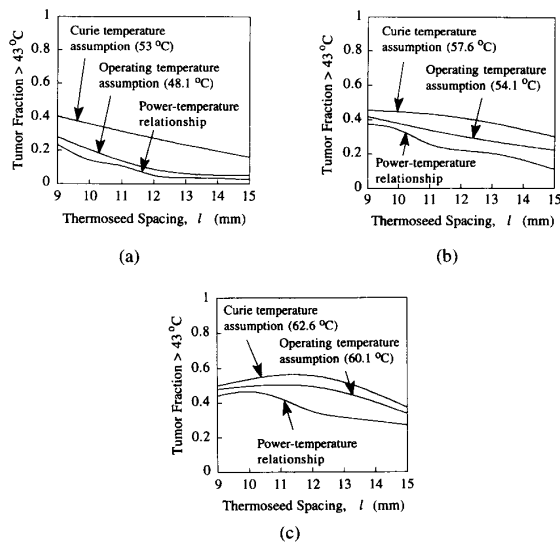 Tumor Fraction > 43 °C
1
0.8
0.6
0.4
0.2
0
Curie temperature
assumption (53 °C)
Operating temperature
assumption (48.1 °C)
Power-temperature
relationship
9 10 11 12 13 14 15
Thermoseed Spacing, l (mm)
(a)
Tumor Fraction > 43 °C
1
0.8
0.6
0.4
0.2
0
Curie temperature
assumption (57.6 °C)
Operating temperature
assumption (54.1 °C)
Power-temperature
relationship
9 10 11 12 13 14 15
Thermoseed Spacing, l (mm)
(b)
Tumor Fraction > 43 °C
1
0.8
0.6
0.4
0.2
0
Curie temperature
assumption (62.6 °C)
Operating temperature
assumption (60.1 °C)
Power-temperature
relationship
9 10 11 12 13 14 15
Thermoseed Spacing, l (mm)
(c)